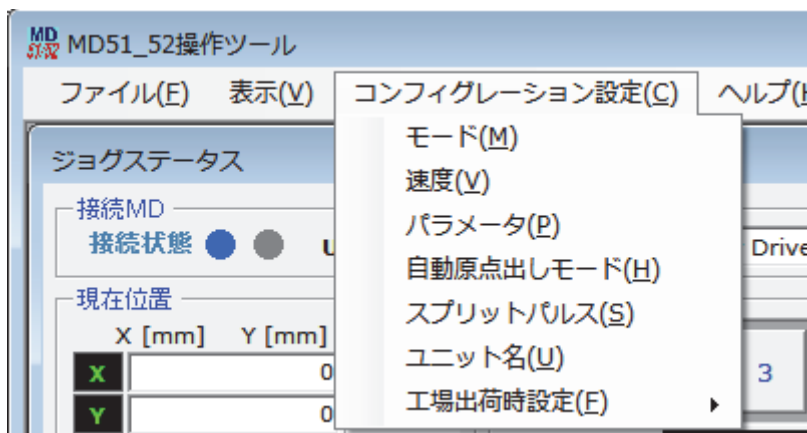 MD
51/52 MD51_52操作ツール
ファイル(F) 表示(V) コンフィグレーション設定(C) ヘルプ(
モード(M)
ジョグステータス
速度(V)
接続MD
パラメータ(P)
接続状態
Drive
自動原点出しモード(H)
現在位置
スプリットパルス(S)
X [mm] Y [mm]
ユニット名(U)
X 0
3
工場出荷時設定(F)
Y 0